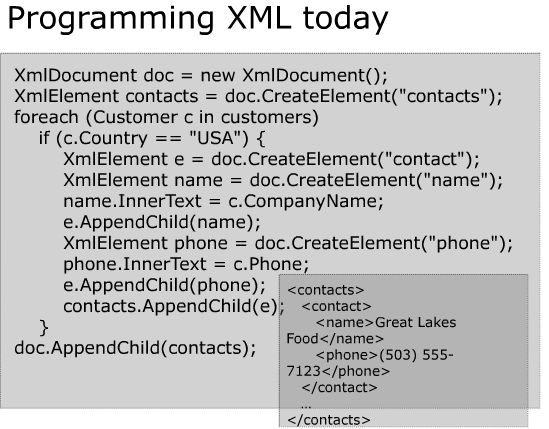 Programming XML today
XmlDocument doc = new XmlDocument();
XmlElement contacts = doc.CreateElement("contacts");
foreach (Customer c in customers)
if (c.Country == "USA") {
XmlElement e = doc.CreateElement("contact");
XmlElement name = doc.CreateElement("name");
name.InnerText = c.CompanyName;
e.AppendChild(name);
XmlElement phone = doc.CreateElement("phone");
phone.InnerText = c.Phone;
e.AppendChild(phone);
contacts.AppendChild(e);
}
doc.AppendChild(contacts);
<contacts>
<contact>
<name>Great Lakes
Food</name>
<phone>(503) 555-
7123</phone>
</contact>
…
</contacts>